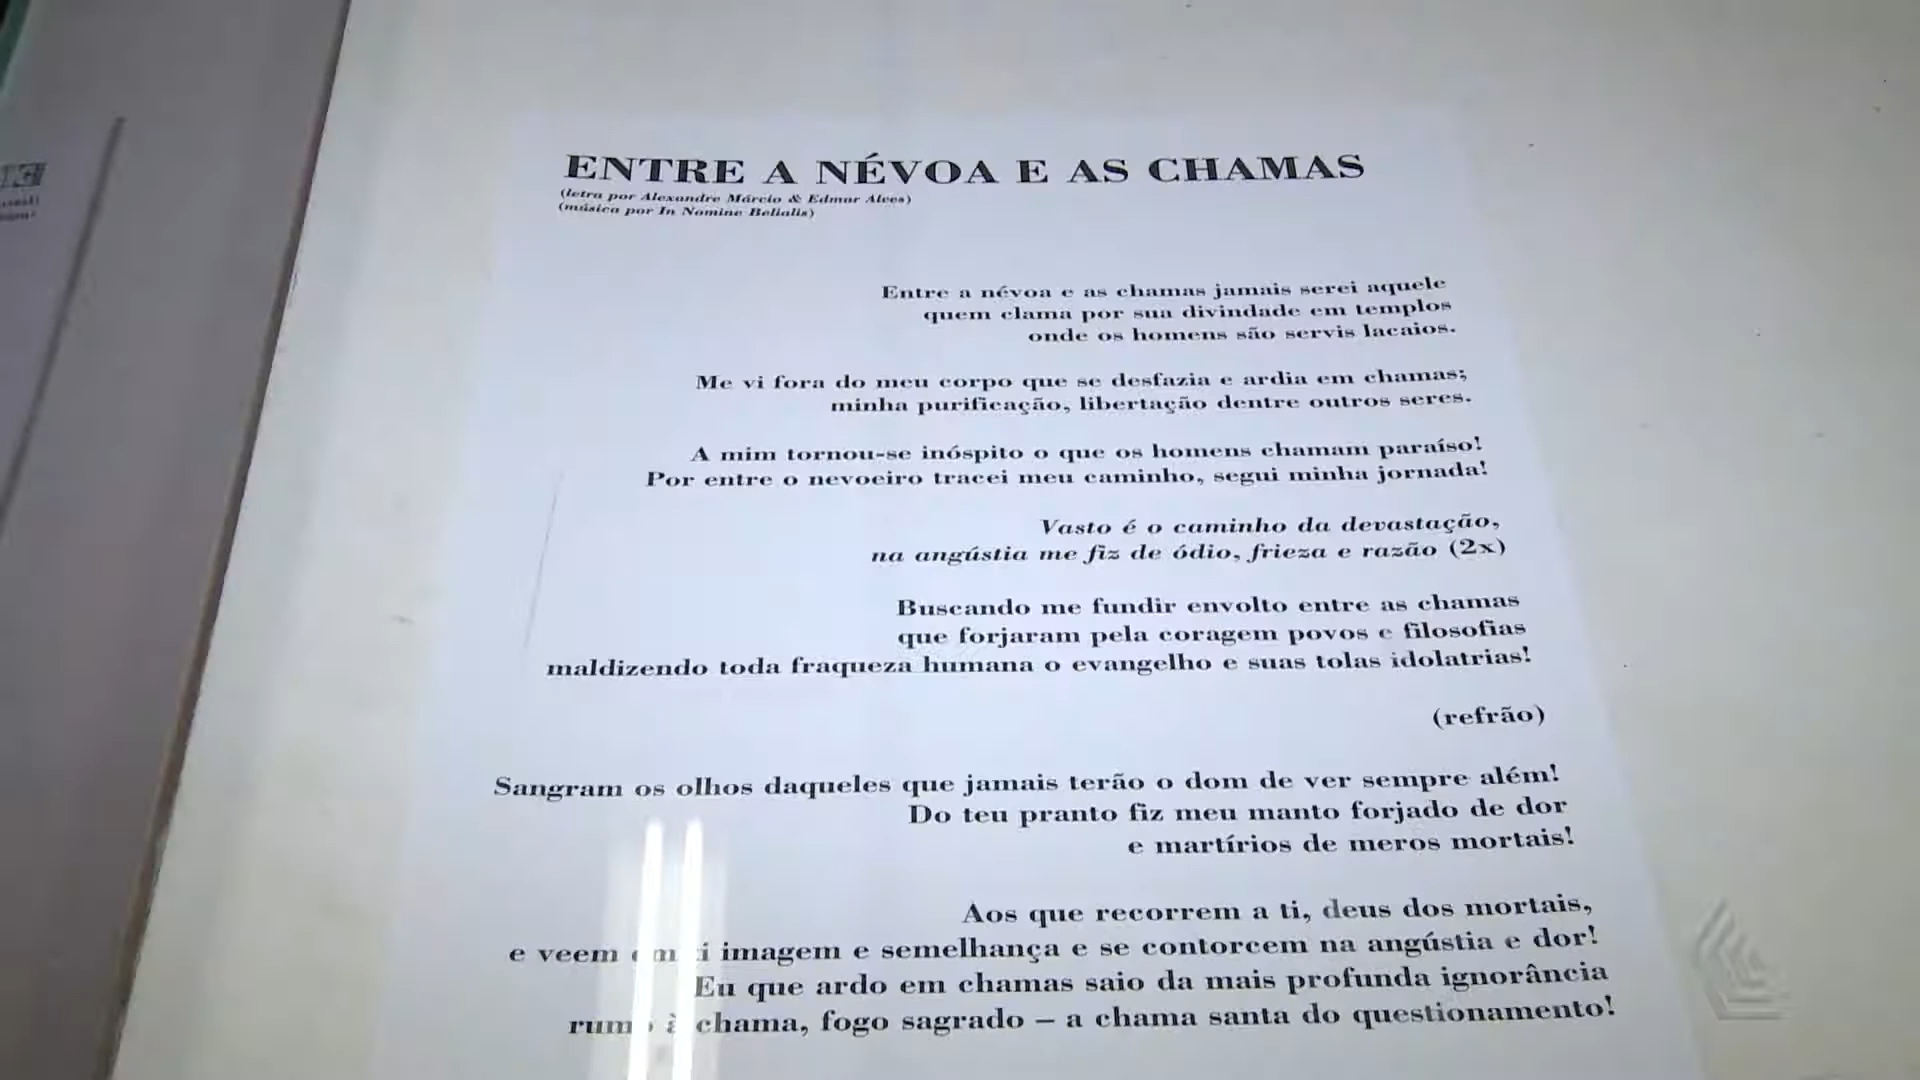 ENTRE A NÉVOA E AS CHAMAS
(letra por Alexandre Márcio & Edmar Alves)
(música por In Nomine Belialis)
Entre a névoa e as chamas jamais serei aquele
quem clama por sua divindade em templos
onde os homens são servis lacaios.
Me vi fora do meu corpo que se desfazia e ardia em chamas;
minha purificação, libertação dentre outros seres.
A mim tornou-se inóspito o que os homens chamam paraíso!
Por entre o nevoeiro tracei meu caminho, segui minha jornada!
Vasto é o caminho da devastação,
na angústia me fiz de ódio, frieza e razão (2x)
Buscando me fundir envolto entre as chamas
que forjaram pela coragem povos e filosofias
maldizendo toda fraqueza humana o evangelho e suas tolas idolatrias!
(refrão)
Sangram os olhos daqueles que jamais terão o dom de ver sempre além!
Do teu pranto fiz meu manto forjado de dor
e martírios de meros mortais!
Aos que recorrem a ti, deus dos mortais,
e veem em imagem e semelhança e se contorcem na angústia e dor!
Eu que ardo em chamas saio da mais profunda ignorância
rumo à chama, fogo sagrado – a chama santa do questionamento!